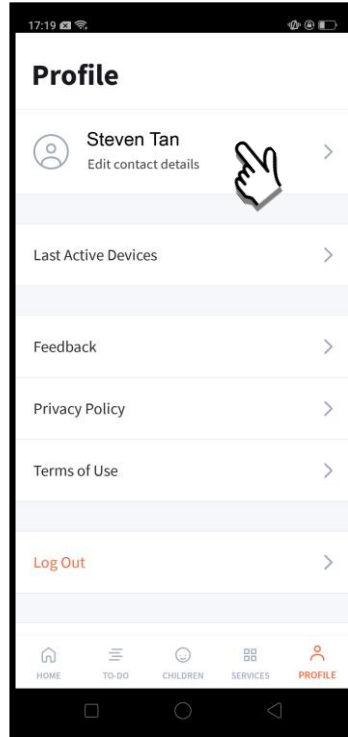 17:19
Profile
Steven Tan
Edit contact details
Last Active Devices
Feedback
Privacy Policy
Terms of Use
Log Out
HOME TO-DO CHILDREN SERVICES PROFILE